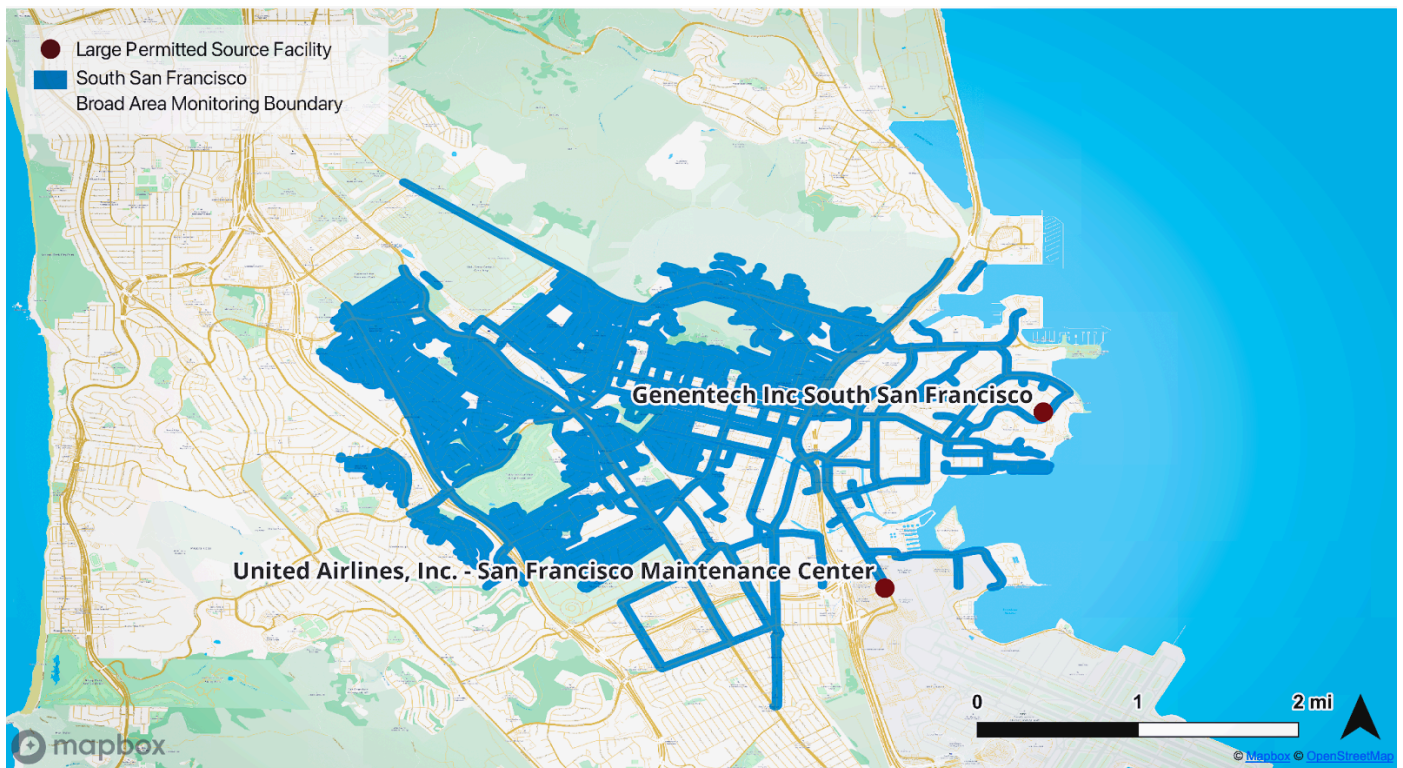 Large Permitted Source Facility
South San Francisco
Broad Area Monitoring Boundary
Genentech Inc South San Francisco
United Airlines, Inc. - San Francisco Maintenance Center
0 1 2 mi
mapbox
© Mapbox © OpenStreetMap